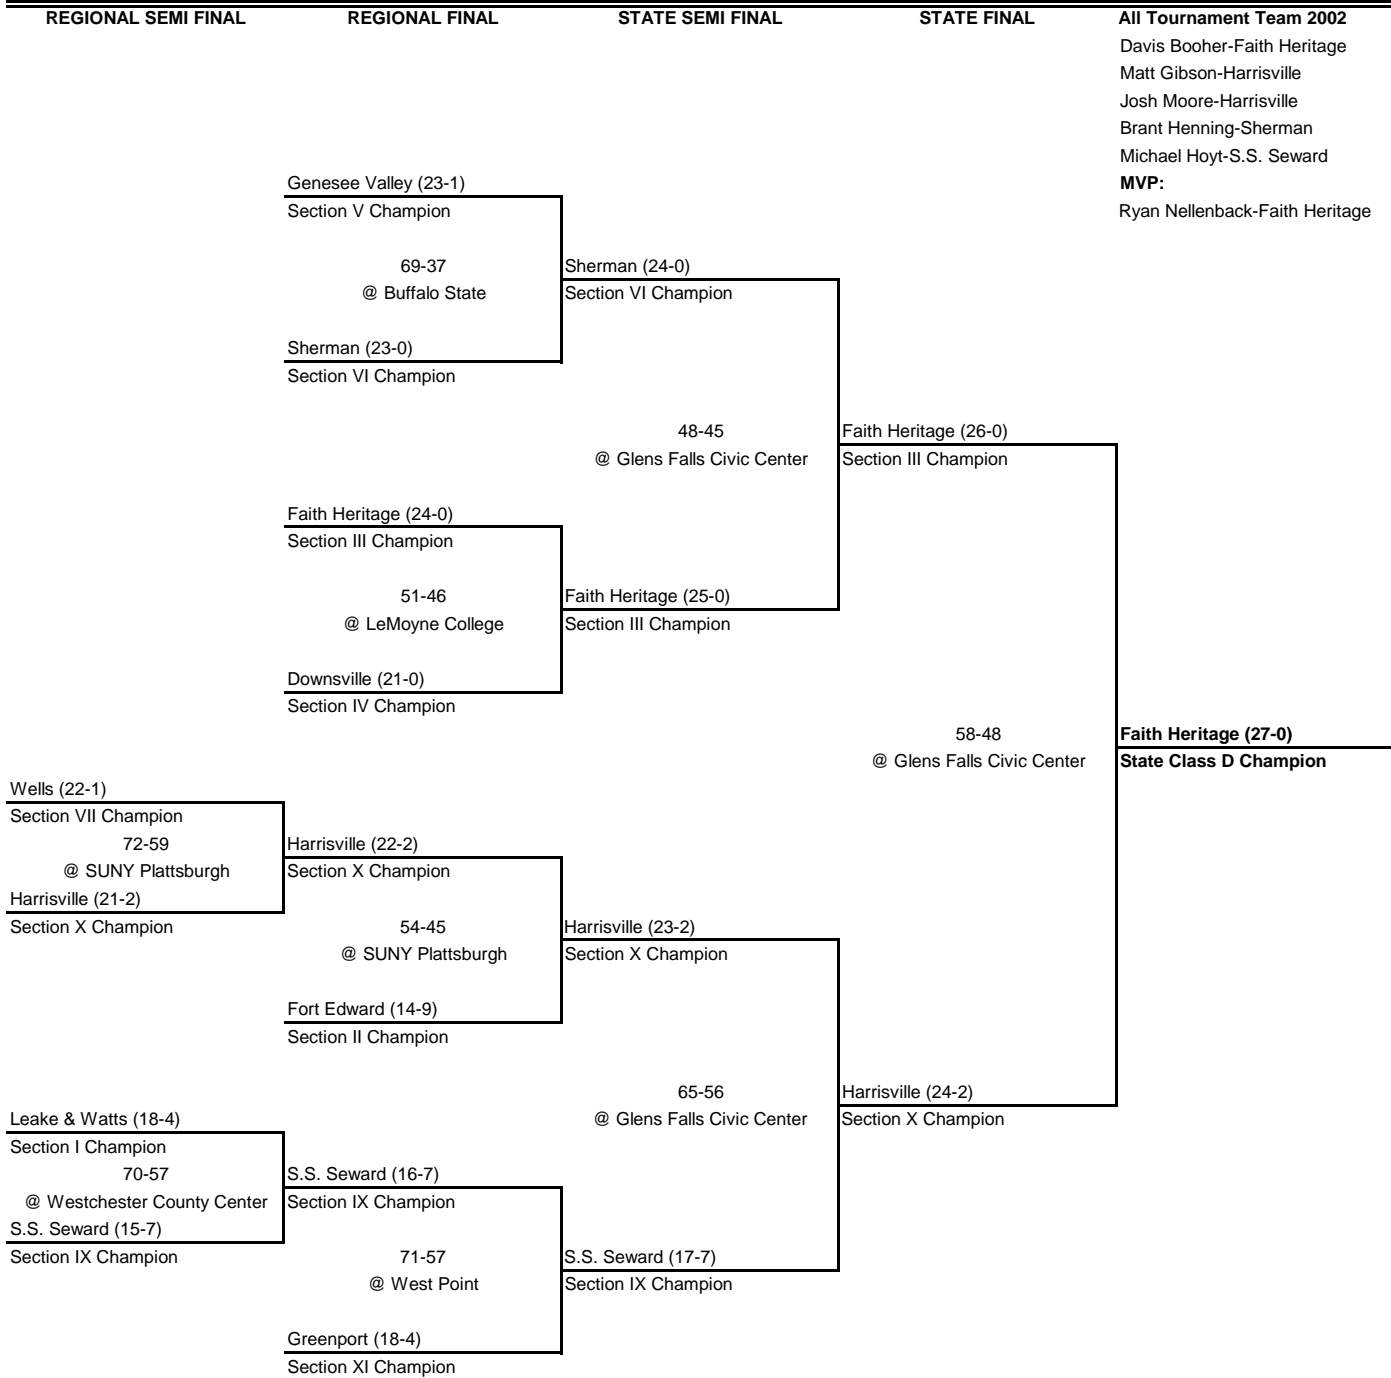 REGIONAL SEMI FINAL REGIONAL FINAL STATE SEMI FINAL STATE FINAL All Tournament Team 2002
Davis Booher-Faith Heritage
Matt Gibson-Harrisville
Josh Moore-Harrisville
Brant Henning-Sherman
Michael Hoyt-S.S. Seward
Genesee Valley (23-1) MVP:
Section V Champion Ryan Nellenback-Faith Heritage
69-37 Sherman (24-0)
@ Buffalo State Section VI Champion
Sherman (23-0)
Section VI Champion
48-45 Faith Heritage (26-0)
@ Glens Falls Civic Center Section III Champion
Faith Heritage (24-0)
Section III Champion
51-46 Faith Heritage (25-0)
@ LeMoyne College Section III Champion
Downsville (21-0)
Section IV Champion
58-48 Faith Heritage (27-0)
@ Glens Falls Civic Center State Class D Champion
Wells (22-1)
Section VII Champion
72-59 Harrisville (22-2)
@ SUNY Plattsburgh Section X Champion
Harrisville (21-2)
Section X Champion 54-45 Harrisville (23-2)
@ SUNY Plattsburgh Section X Champion
Fort Edward (14-9)
Section II Champion
65-56 Harrisville (24-2)
Leake & Watts (18-4) @ Glens Falls Civic Center Section X Champion
Section I Champion
70-57 S.S. Seward (16-7)
@ Westchester County Center Section IX Champion
S.S. Seward (15-7)
Section IX Champion 71-57 S.S. Seward (17-7)
@ West Point Section IX Champion
Greenport (18-4)
Section XI Champion